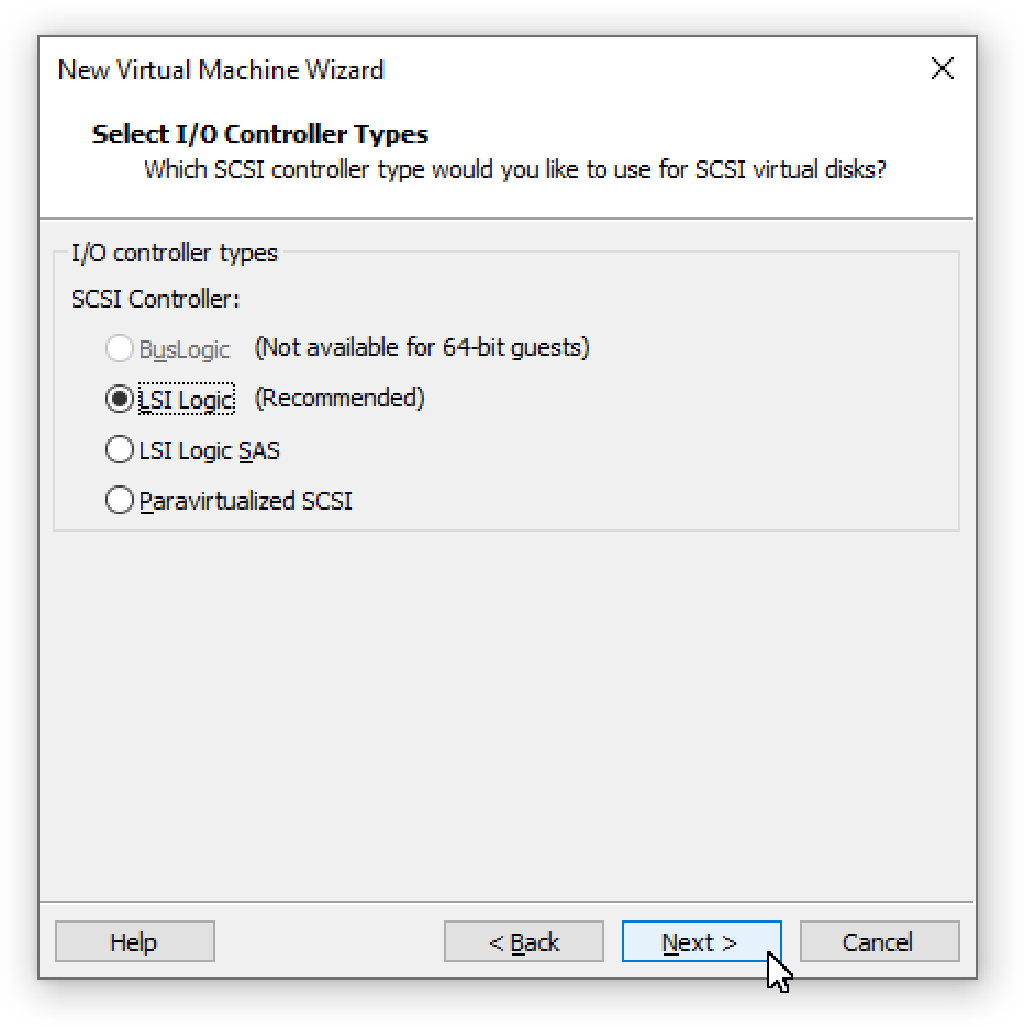 New Virtual Machine Wizard
Select I/O Controller Types
Which SCSI controller type would you like to use for SCSI virtual disks?
I/O controller types
SCSI Controller:
BusLogic (Not available for 64-bit guests)
LSI Logic (Recommended)
LSI Logic SAS
Paravirtualized SCSI
Help < Back Next > Cancel